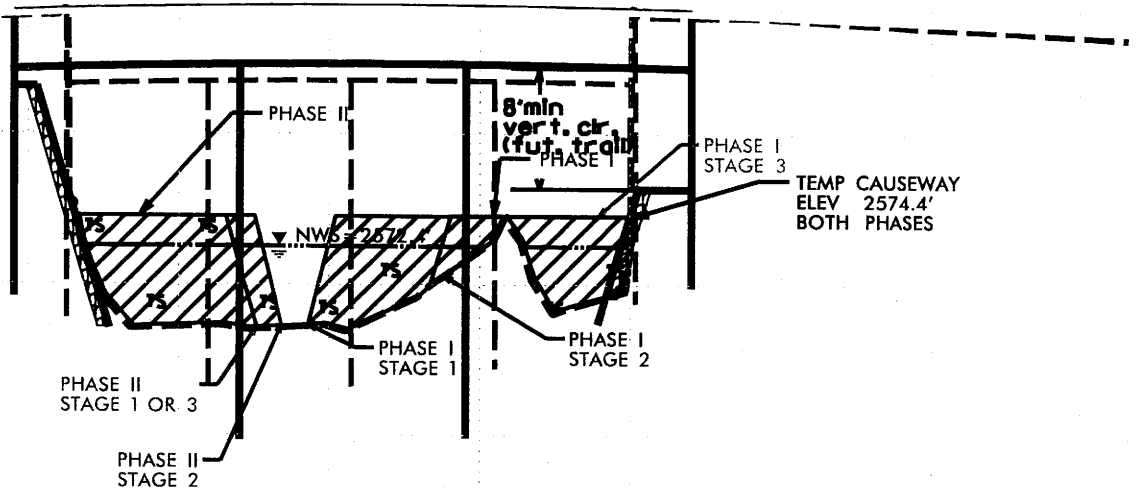 PHASE II
8'min
vert. clr.
(fut. trail)
PHASE I
PHASE I
STAGE 3
TEMP CAUSEWAY
ELEV 2574.4'
BOTH PHASES
TS
TS
NWS=2572.4'
TS
TS
TS
TS
PHASE I
STAGE 1
PHASE I
STAGE 2
PHASE II
STAGE 1 OR 3
PHASE II
STAGE 2